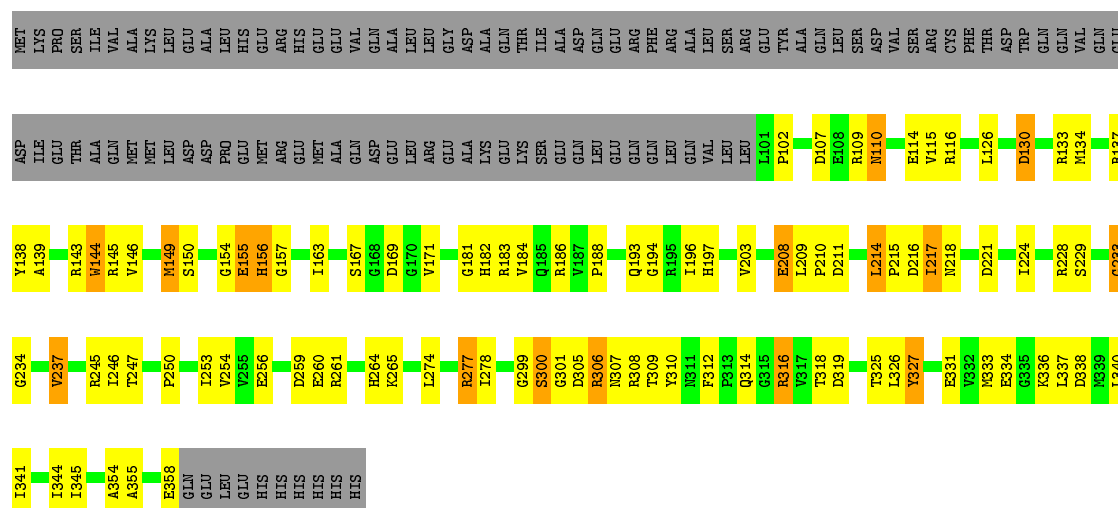 MET LYS PRO SER ILE VAL ALA LYS LEU GLU ALA LEU HIS GLU ARG HIS GLU GLU VAL GLN ALA LEU LEU GLY ASP ALA GLN THR ILE ALA ASP GLN GLU ARG PHE ARG ALA LEU SER ARG GLU TYR ALA GLN LEU SER ASP VAL SER ARG CYS PHE THR ASP TRP GLN GLN VAL GLN GLU
ASP ILE GLU THR ALA GLN MET MET LEU ASP ASP PRO GLU MET ARG GLU MET ALA GLN ASP GLU LEU ARG GLU ALA LYS GLU LYS SER GLU GLN LEU GLU GLN GLN LEU GLN VAL LEU LEU L101 P102 D107 E108 R109 N110 E114 V115 R116 L126 D130 R133 M134 R137
Y138 A139 R143 W144 R145 V146 M149 S150 G154 E155 H156 G157 I163 S167 G168 D169 G170 V171 G181 H182 R183 V184 Q185 R186 V187 P188 Q193 G194 R195 I196 H197 V203 E208 L209 P210 D211 L214 P215 D216 I217 N218 D221 I224 R228 S229
G234 V237 R245 I246 T247 P250 I253 V254 V255 E256 D259 E260 R261 H264 K265 L274 R277 I278 G299 S300 G301 D305 R306 N307 R308 T309 Y310 N311 F312 P313 Q314 G315 R316 V317 T318 D319 T325 L326 Y327 E331 V332 M333 E334 G335 K336 L337 D338 M339 L340
I341 I344 I345 A354 A355 E358 GLN GLU LEU GLU HIS HIS HIS HIS HIS HIS